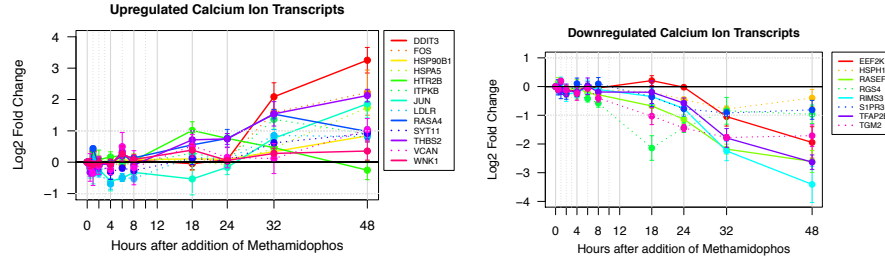 Upregulated Calcium Ion Transcripts
Log2 Fold Change
4
3
2
1
0
−1
0 4 8 12 18 24 32 48
Hours after addition of Methamidophos
DDIT3
FOS
HSP90B1
HSPA5
HTR2B
ITPKB
JUN
LDLR
RASA4
SYT11
THBS2
VCAN
WNK1
Downregulated Calcium Ion Transcripts
Log2 Fold Change
1
0
−1
−2
−3
−4
0 4 8 12 18 24 32 48
Hours after addition of Methamidophos
EEF2K
HSPH1
RASEF
RGS4
RIMS3
S1PR3
TGM2